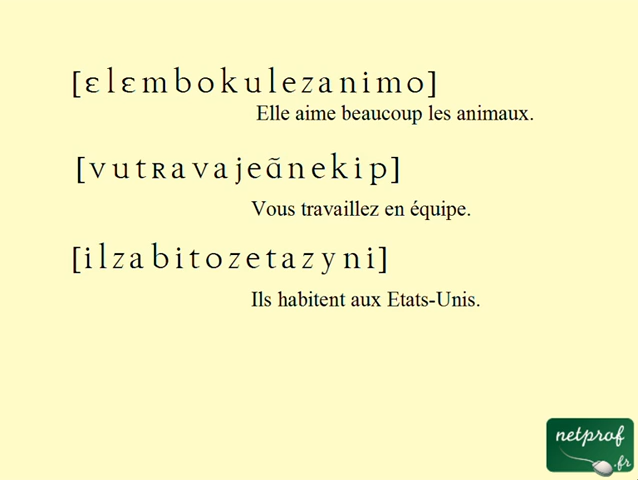 [ɛlɛmbokulezanimo]
Elle aime beaucoup les animaux.
[vutʀavajeɑ̃nekip]
Vous travaillez en équipe.
[ilzabitozetazyni]
Ils habitent aux Etats-Unis.
netprof
.fr